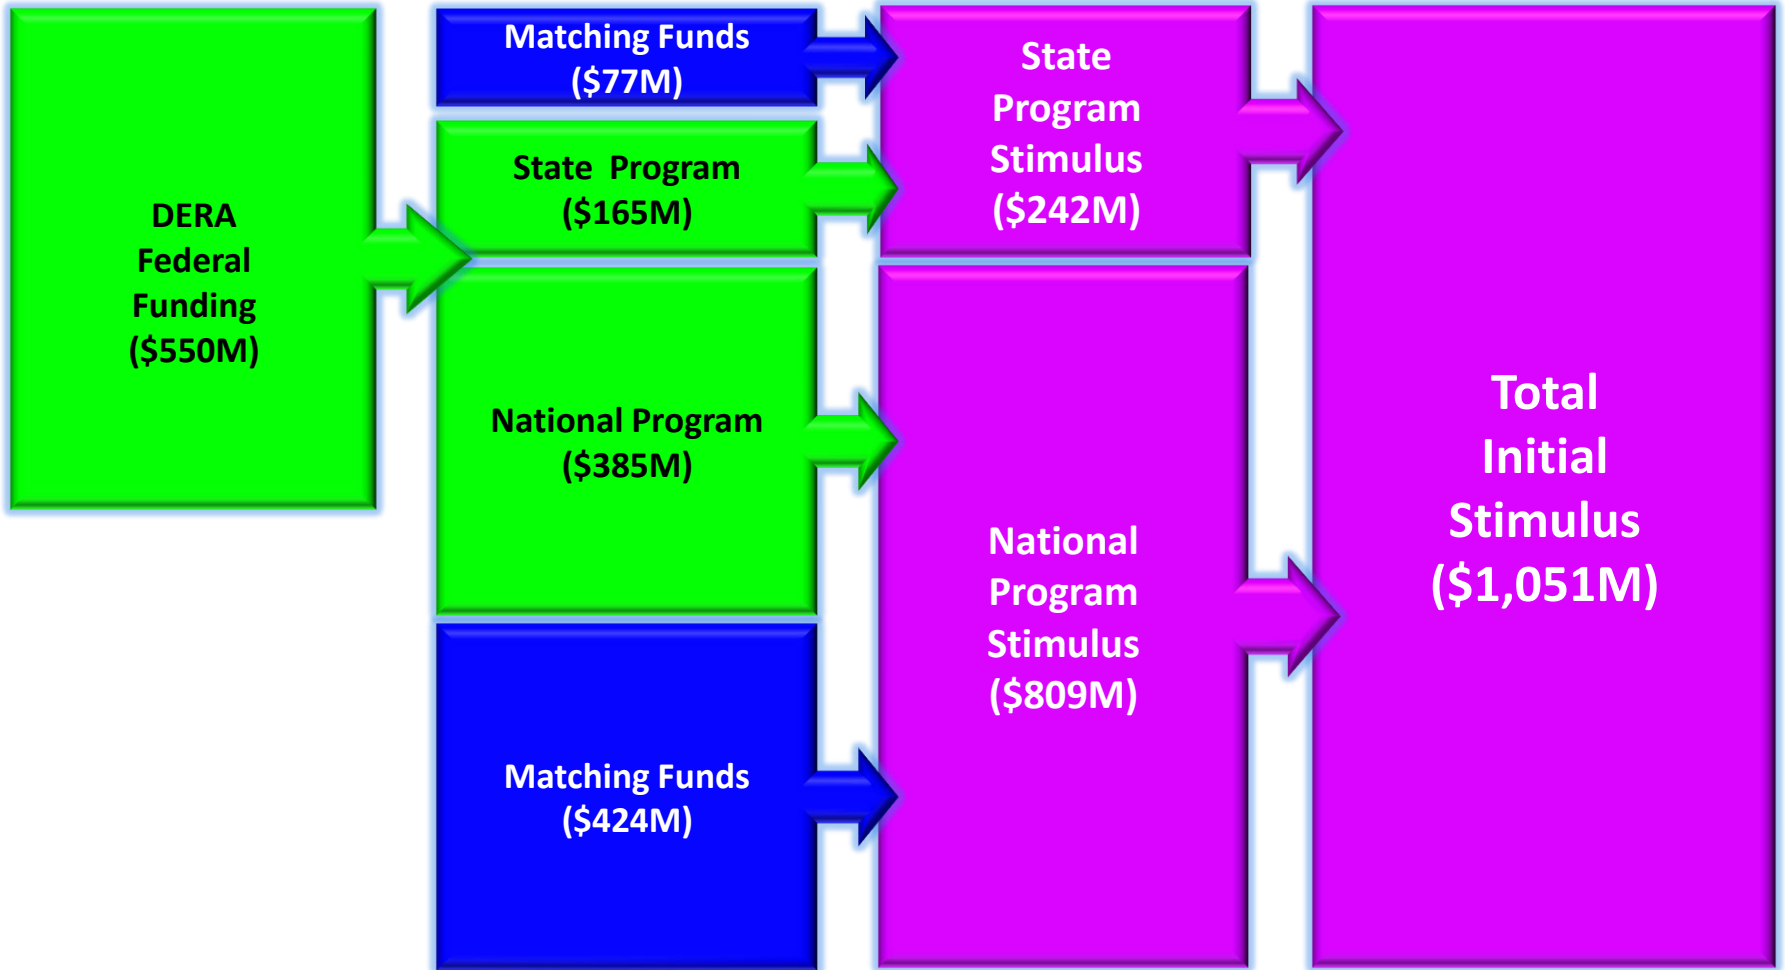 DERA
Federal
Funding
($550M)
Matching Funds
($77M)
State Program
($165M)
National Program
($385M)
Matching Funds
($424M)
State
Program
Stimulus
($242M)
National
Program
Stimulus
($809M)
Total
Initial
Stimulus
($1,051M)